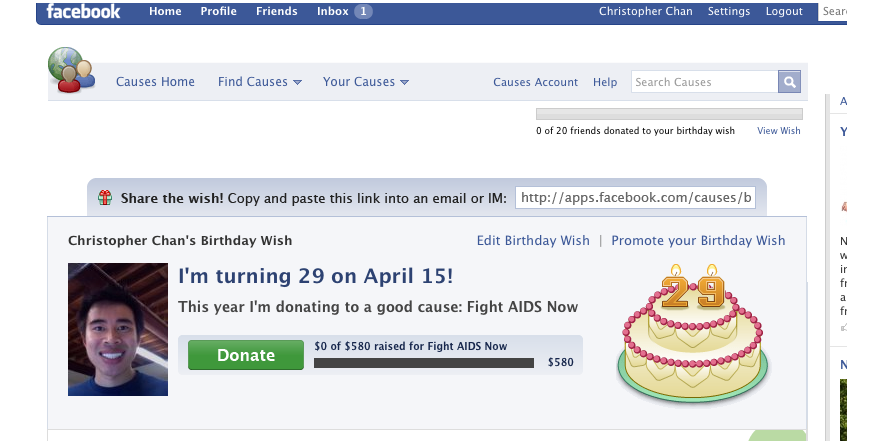 facebook Home Profile Friends Inbox 1 Christopher Chan Settings Logout Sear
Causes Home Find Causes Your Causes Causes Account Help Search Causes
0 of 20 friends donated to your birthday wish View Wish
Share the wish! Copy and paste this link into an email or IM: http://apps.facebook.com/causes/b
Christopher Chan's Birthday Wish Edit Birthday Wish | Promote your Birthday Wish
I'm turning 29 on April 15!
This year I'm donating to a good cause: Fight AIDS Now
29
Donate $0 of $580 raised for Fight AIDS Now
$580